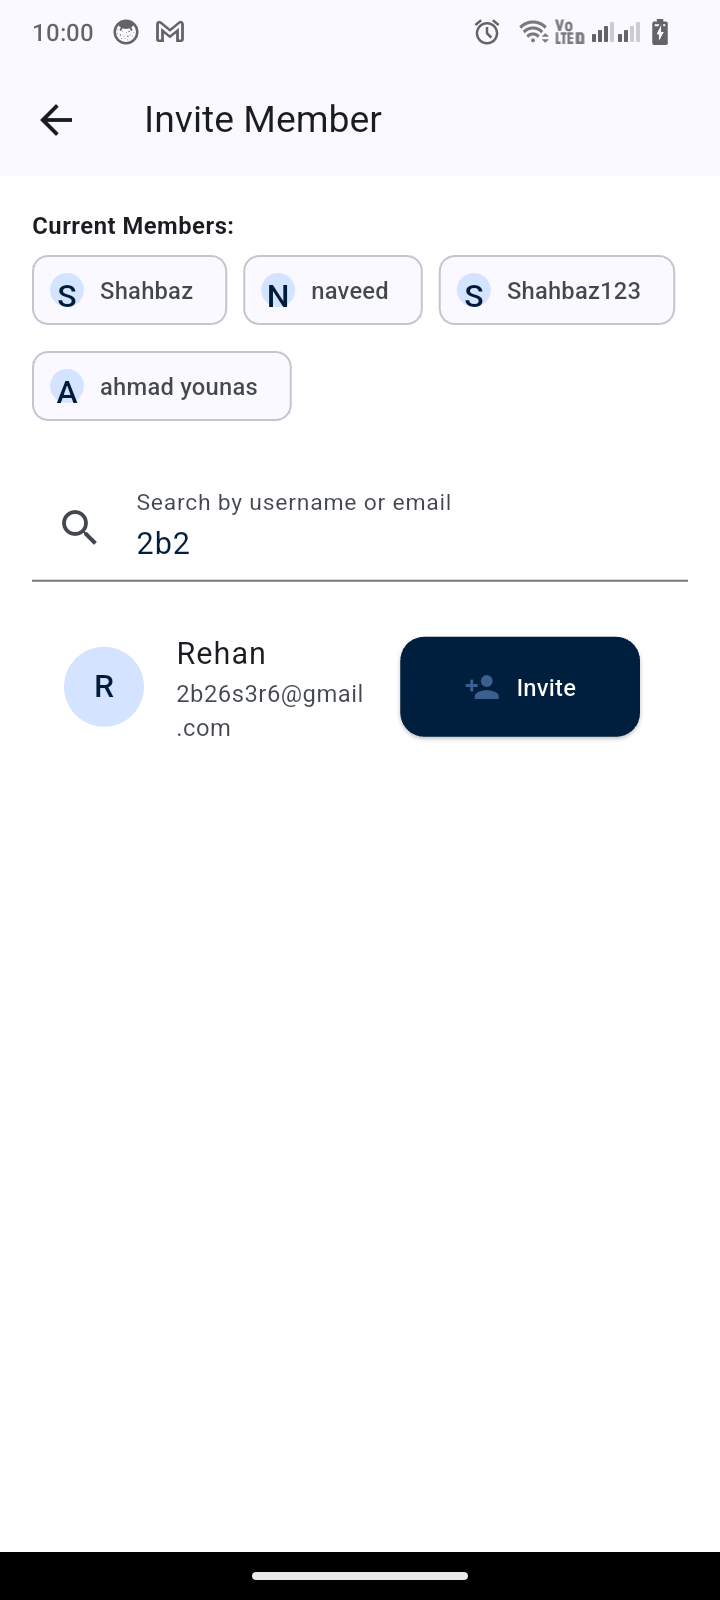 10:00 Vo LTED
Invite Member
Current Members:
S Shahbaz N naveed S Shahbaz123
A ahmad younas
Search by username or email
2b2
Rehan
R 2b26s3r6@gmail Invite
.com